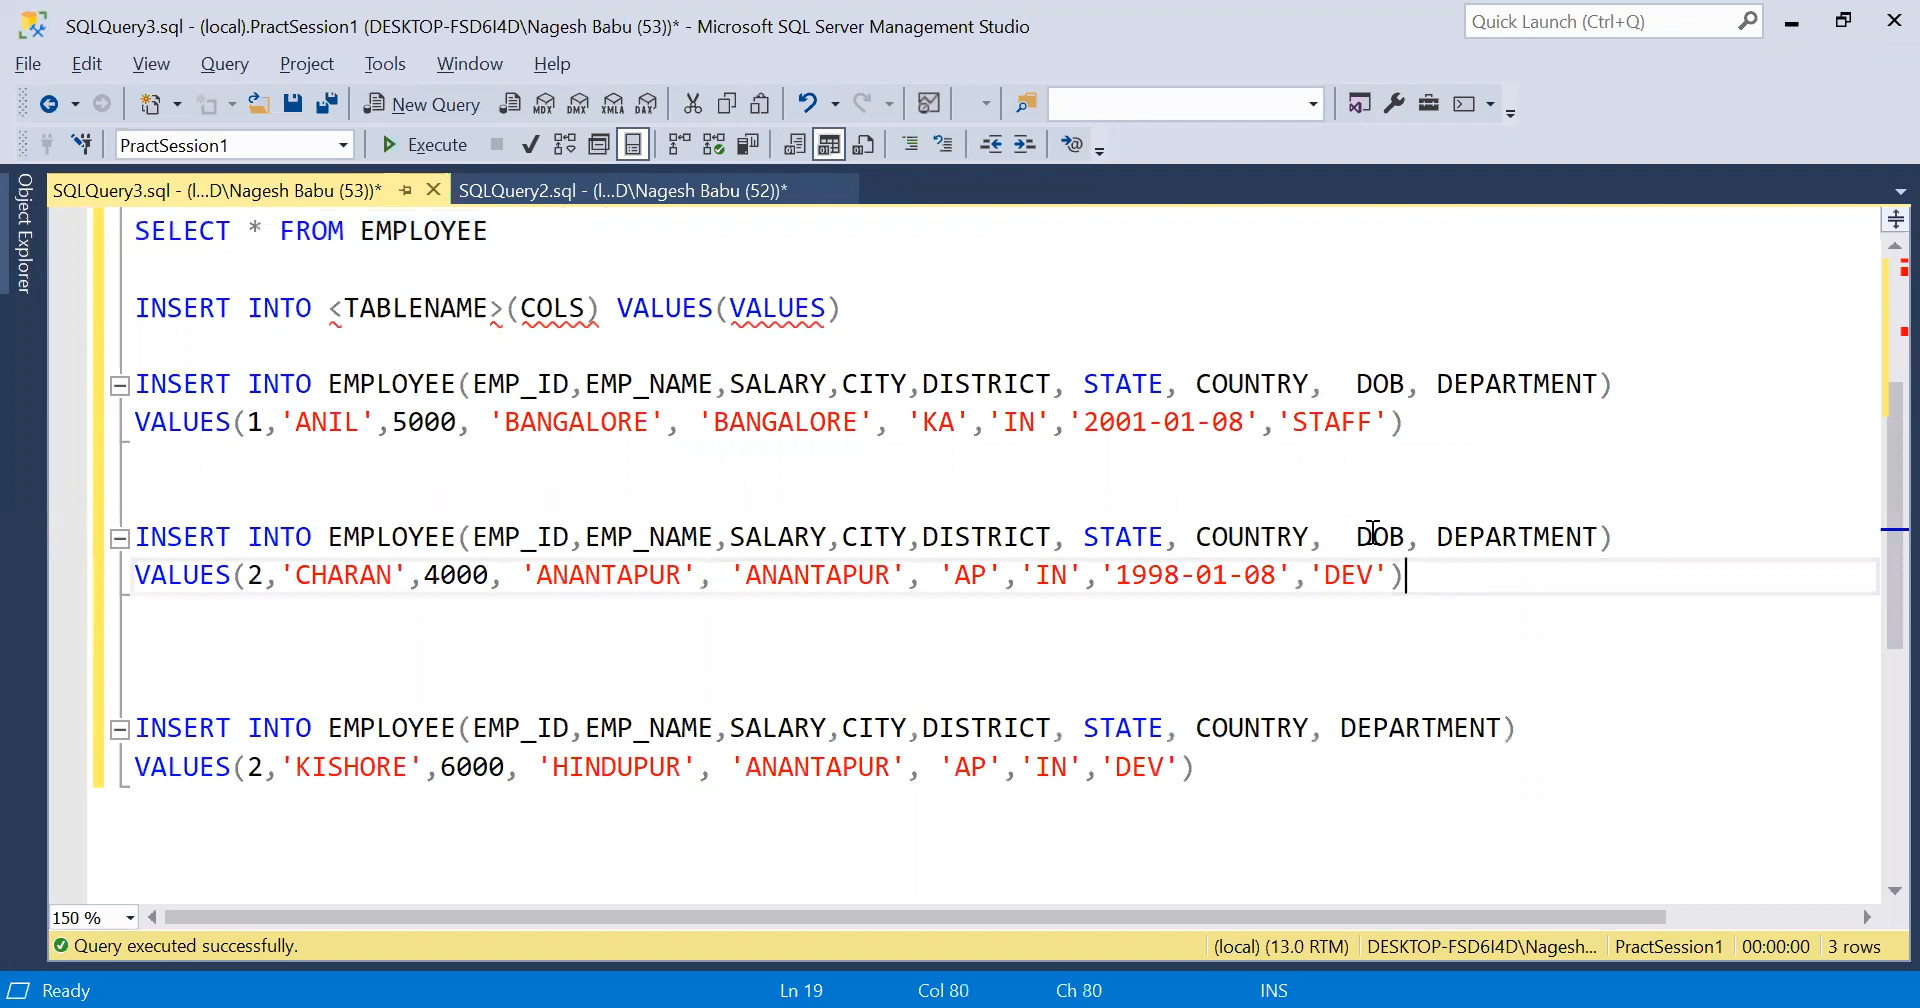 SQLQuery3.sql - (local).PractSession1 (DESKTOP-FSD6I4D\Nagesh Babu (53))* - Microsoft SQL Server Management Studio
Quick Launch (Ctrl+Q)
File Edit View Query Project Tools Window Help
New Query MDX DMX XMLA DAX
PractSession1 Execute
Object Explorer
SQLQuery3.sql - (l...D\Nagesh Babu (53))* SQLQuery2.sql - (l...D\Nagesh Babu (52))*
SELECT * FROM EMPLOYEE
INSERT INTO <TABLENAME>(COLS) VALUES(VALUES)
INSERT INTO EMPLOYEE(EMP_ID,EMP_NAME,SALARY,CITY,DISTRICT, STATE, COUNTRY,  DOB, DEPARTMENT)
VALUES(1,'ANIL',5000, 'BANGALORE', 'BANGALORE', 'KA','IN','2001-01-08','STAFF')
INSERT INTO EMPLOYEE(EMP_ID,EMP_NAME,SALARY,CITY,DISTRICT, STATE, COUNTRY,  DOB, DEPARTMENT)
VALUES(2,'CHARAN',4000, 'ANANTAPUR', 'ANANTAPUR', 'AP','IN','1998-01-08','DEV')
INSERT INTO EMPLOYEE(EMP_ID,EMP_NAME,SALARY,CITY,DISTRICT, STATE, COUNTRY, DEPARTMENT)
VALUES(2,'KISHORE',6000, 'HINDUPUR', 'ANANTAPUR', 'AP','IN','DEV')
150 %
Query executed successfully. (local) (13.0 RTM) DESKTOP-FSD6I4D\Nagesh... PractSession1 00:00:00 3 rows
Ready Ln 19 Col 80 Ch 80 INS